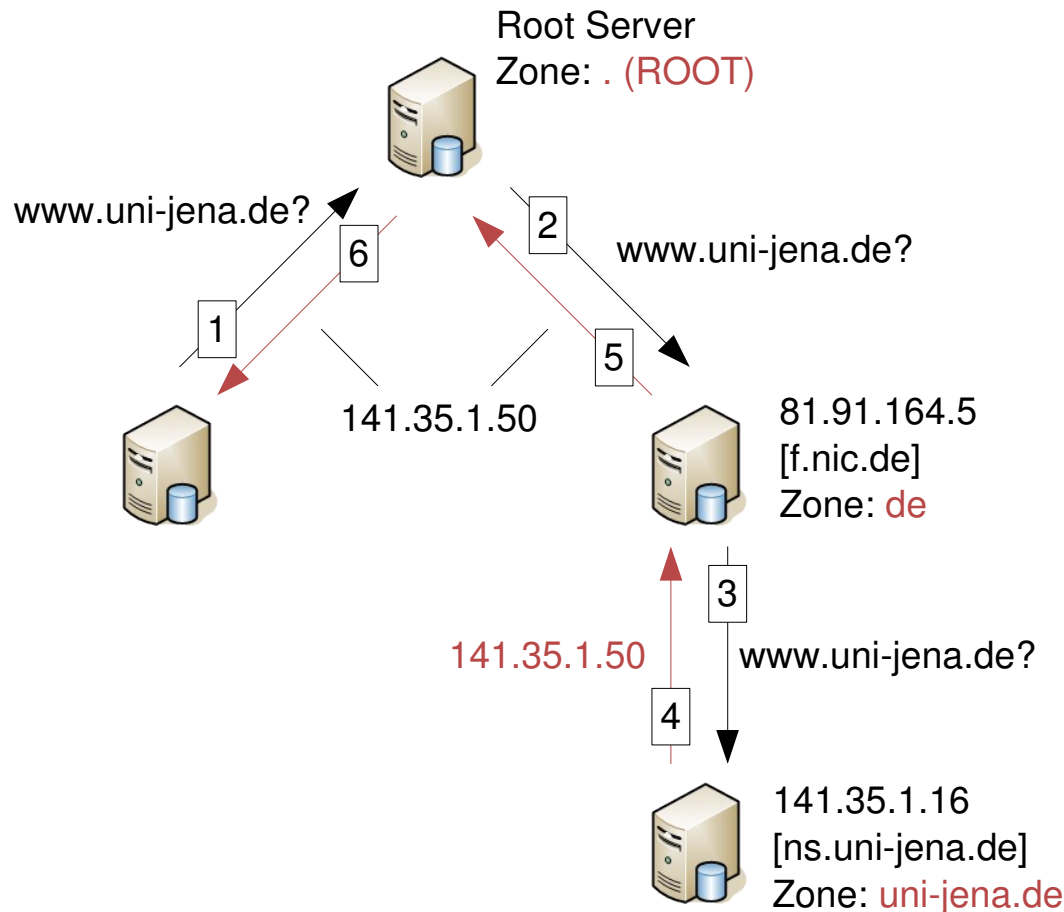 Root Server
Zone: . (ROOT)
www.uni-jena.de?
2
6
www.uni-jena.de?
1
5
141.35.1.50
81.91.164.5
[f.nic.de]
Zone: de
3
141.35.1.50
www.uni-jena.de?
4
141.35.1.16
[ns.uni-jena.de]
Zone: uni-jena.de